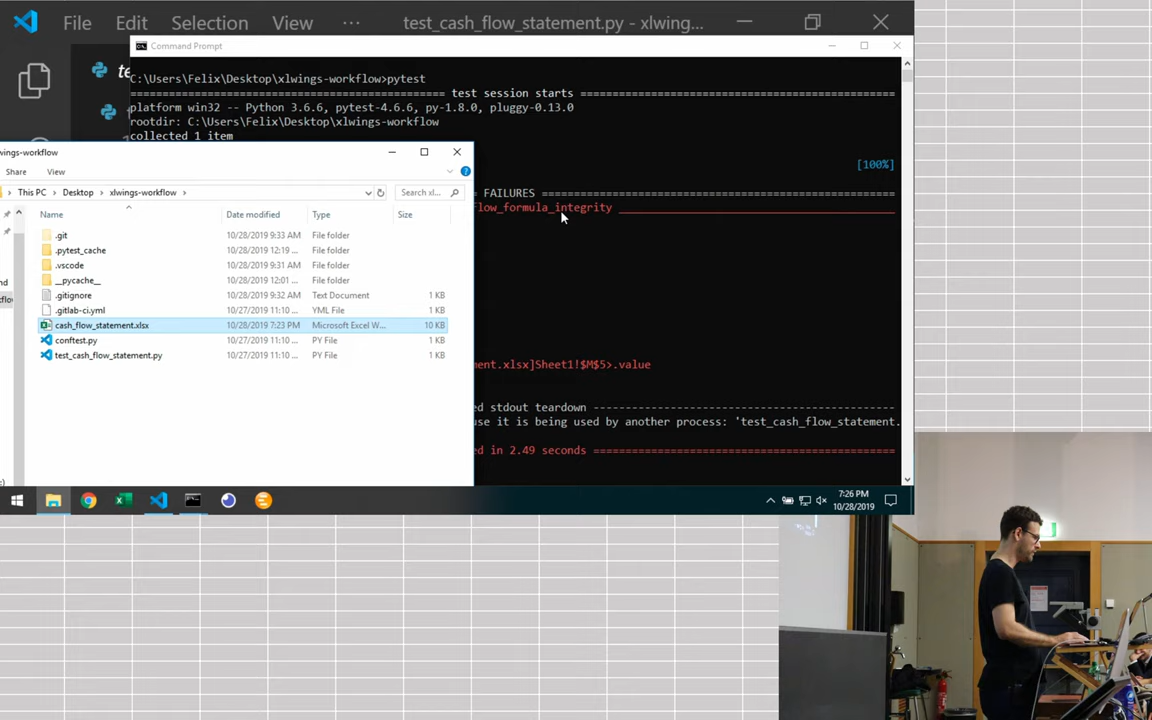 File Edit Selection View ··· test_cash_flow_statement.py - xlwings...
Command Prompt
te
C:\Users\Felix\Desktop\xlwings-workflow>pytest
============================================= test session starts =============================================
platform win32 -- Python 3.6.6, pytest-4.6.6, py-1.8.0, pluggy-0.13.0
rootdir: C:\Users\Felix\Desktop\xlwings-workflow
collected 1 item
[100%]
FAILURES
flow_formula_integrity
ment.xlsx]Sheet1!$M$5>.value
ed stdout teardown
use it is being used by another process: 'test_cash_flow_statement.
ed in 2.49 seconds
wings-workflow
Share View
This PC > Desktop > xlwings-workflow >
Search xl...
Name Date modified Type Size
.git 10/28/2019 9:33 AM File folder
.pytest_cache 10/28/2019 12:19 ... File folder
.vscode 10/28/2019 9:31 AM File folder
__pycache__ 10/28/2019 12:01 ... File folder
.gitignore 10/28/2019 9:32 AM Text Document 1 KB
.gitlab-ci.yml 10/27/2019 11:10 ... YML File 1 KB
cash_flow_statement.xlsx 10/28/2019 7:23 PM Microsoft Excel W... 10 KB
conftest.py 10/27/2019 11:10 ... PY File 1 KB
test_cash_flow_statement.py 10/27/2019 11:10 ... PY File 1 KB
7:26 PM
10/28/2019